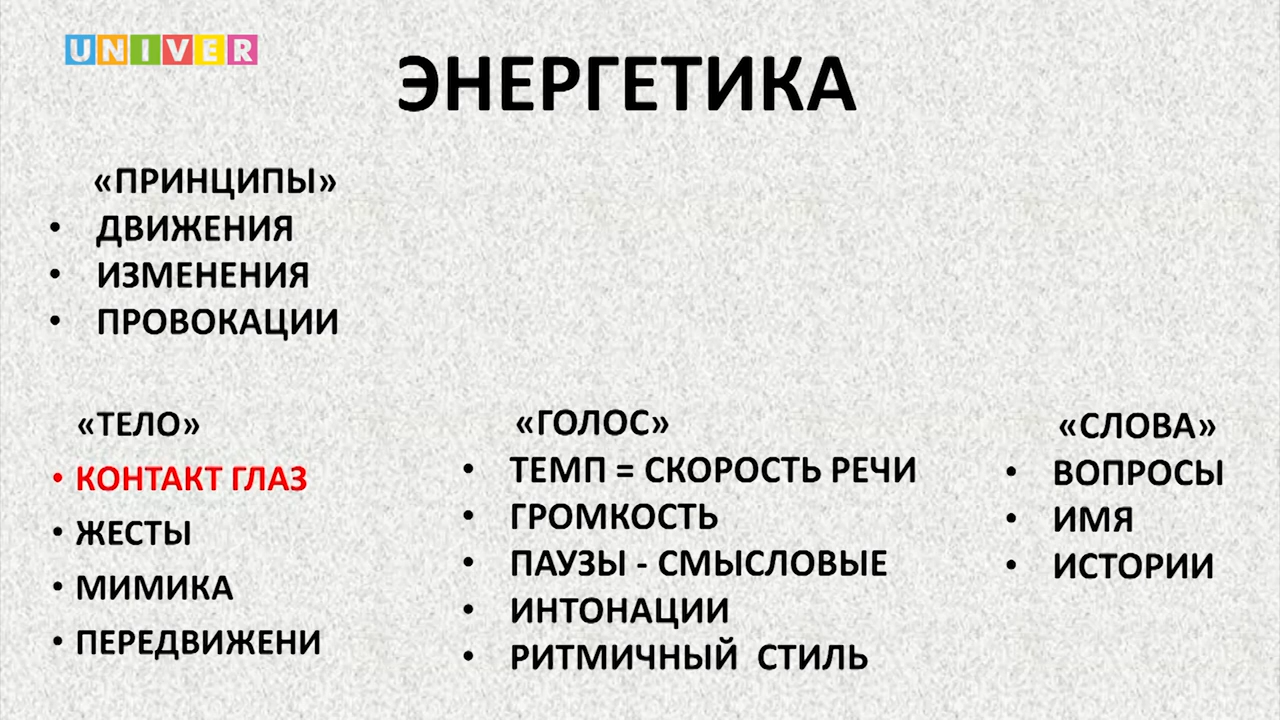 UNIVER
ЭНЕРГЕТИКА
«ПРИНЦИПЫ»
• ДВИЖЕНИЯ
• ИЗМЕНЕНИЯ
• ПРОВОКАЦИИ
«ТЕЛО»
• КОНТАКТ ГЛАЗ
• ЖЕСТЫ
• МИМИКА
• ПЕРЕДВИЖЕНИ
«ГОЛОС»
• ТЕМП = СКОРОСТЬ РЕЧИ
• ГРОМКОСТЬ
• ПАУЗЫ - СМЫСЛОВЫЕ
• ИНТОНАЦИИ
• РИТМИЧНЫЙ СТИЛЬ
«СЛОВА»
• ВОПРОСЫ
• ИМЯ
• ИСТОРИИ